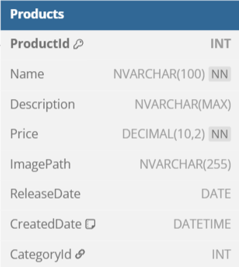 Products
ProductId INT
Name NVARCHAR(100) NN
Description NVARCHAR(MAX)
Price DECIMAL(10,2) NN
ImagePath NVARCHAR(255)
ReleaseDate DATE
CreatedDate DATETIME
CategoryId INT